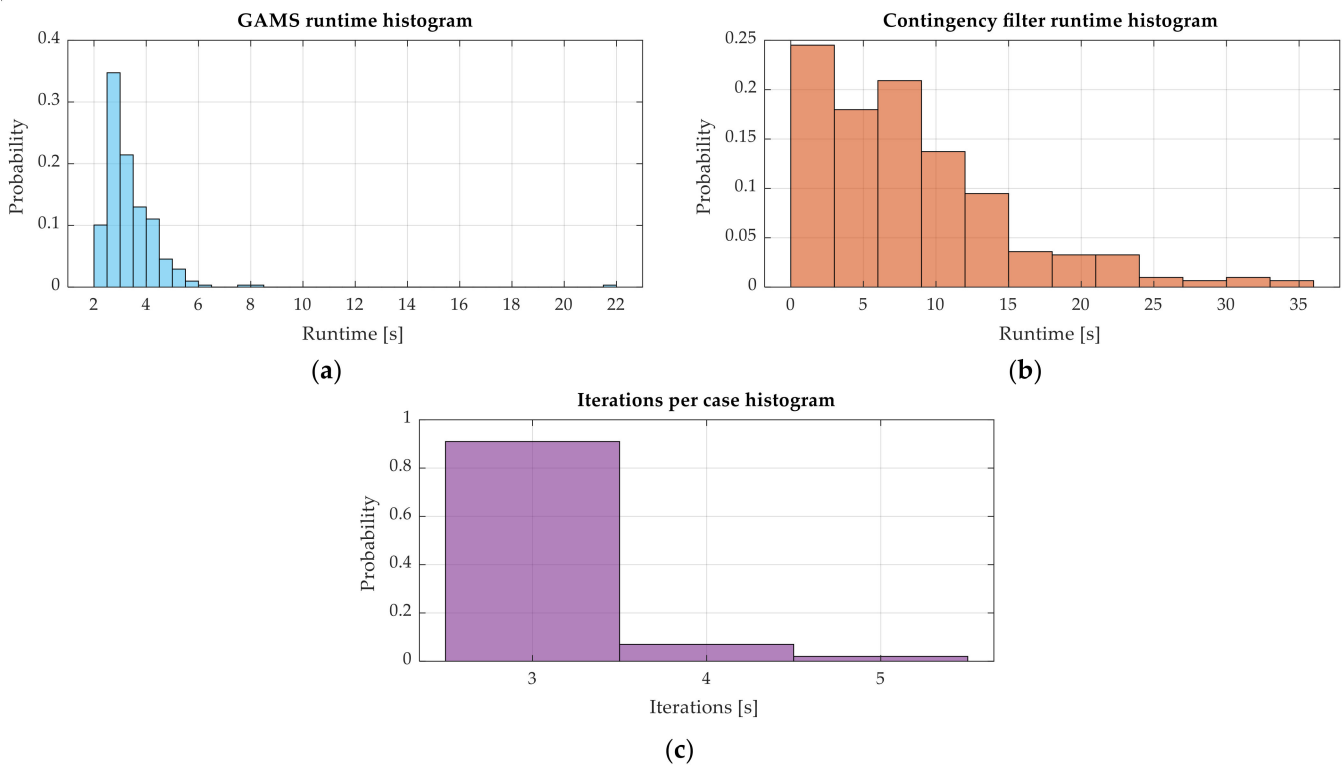 GAMS runtime histogram
Probability
0.4
0.3
0.2
0.1
0
2 4 6 8 10 12 14 16 18 20 22
Runtime [s]
(a)
Contingency filter runtime histogram
Probability
0.25
0.2
0.15
0.1
0.05
0
0 5 10 15 20 25 30 35
Runtime [s]
(b)
Iterations per case histogram
Probability
1
0.8
0.6
0.4
0.2
0
3 4 5
Iterations [s]
(c)